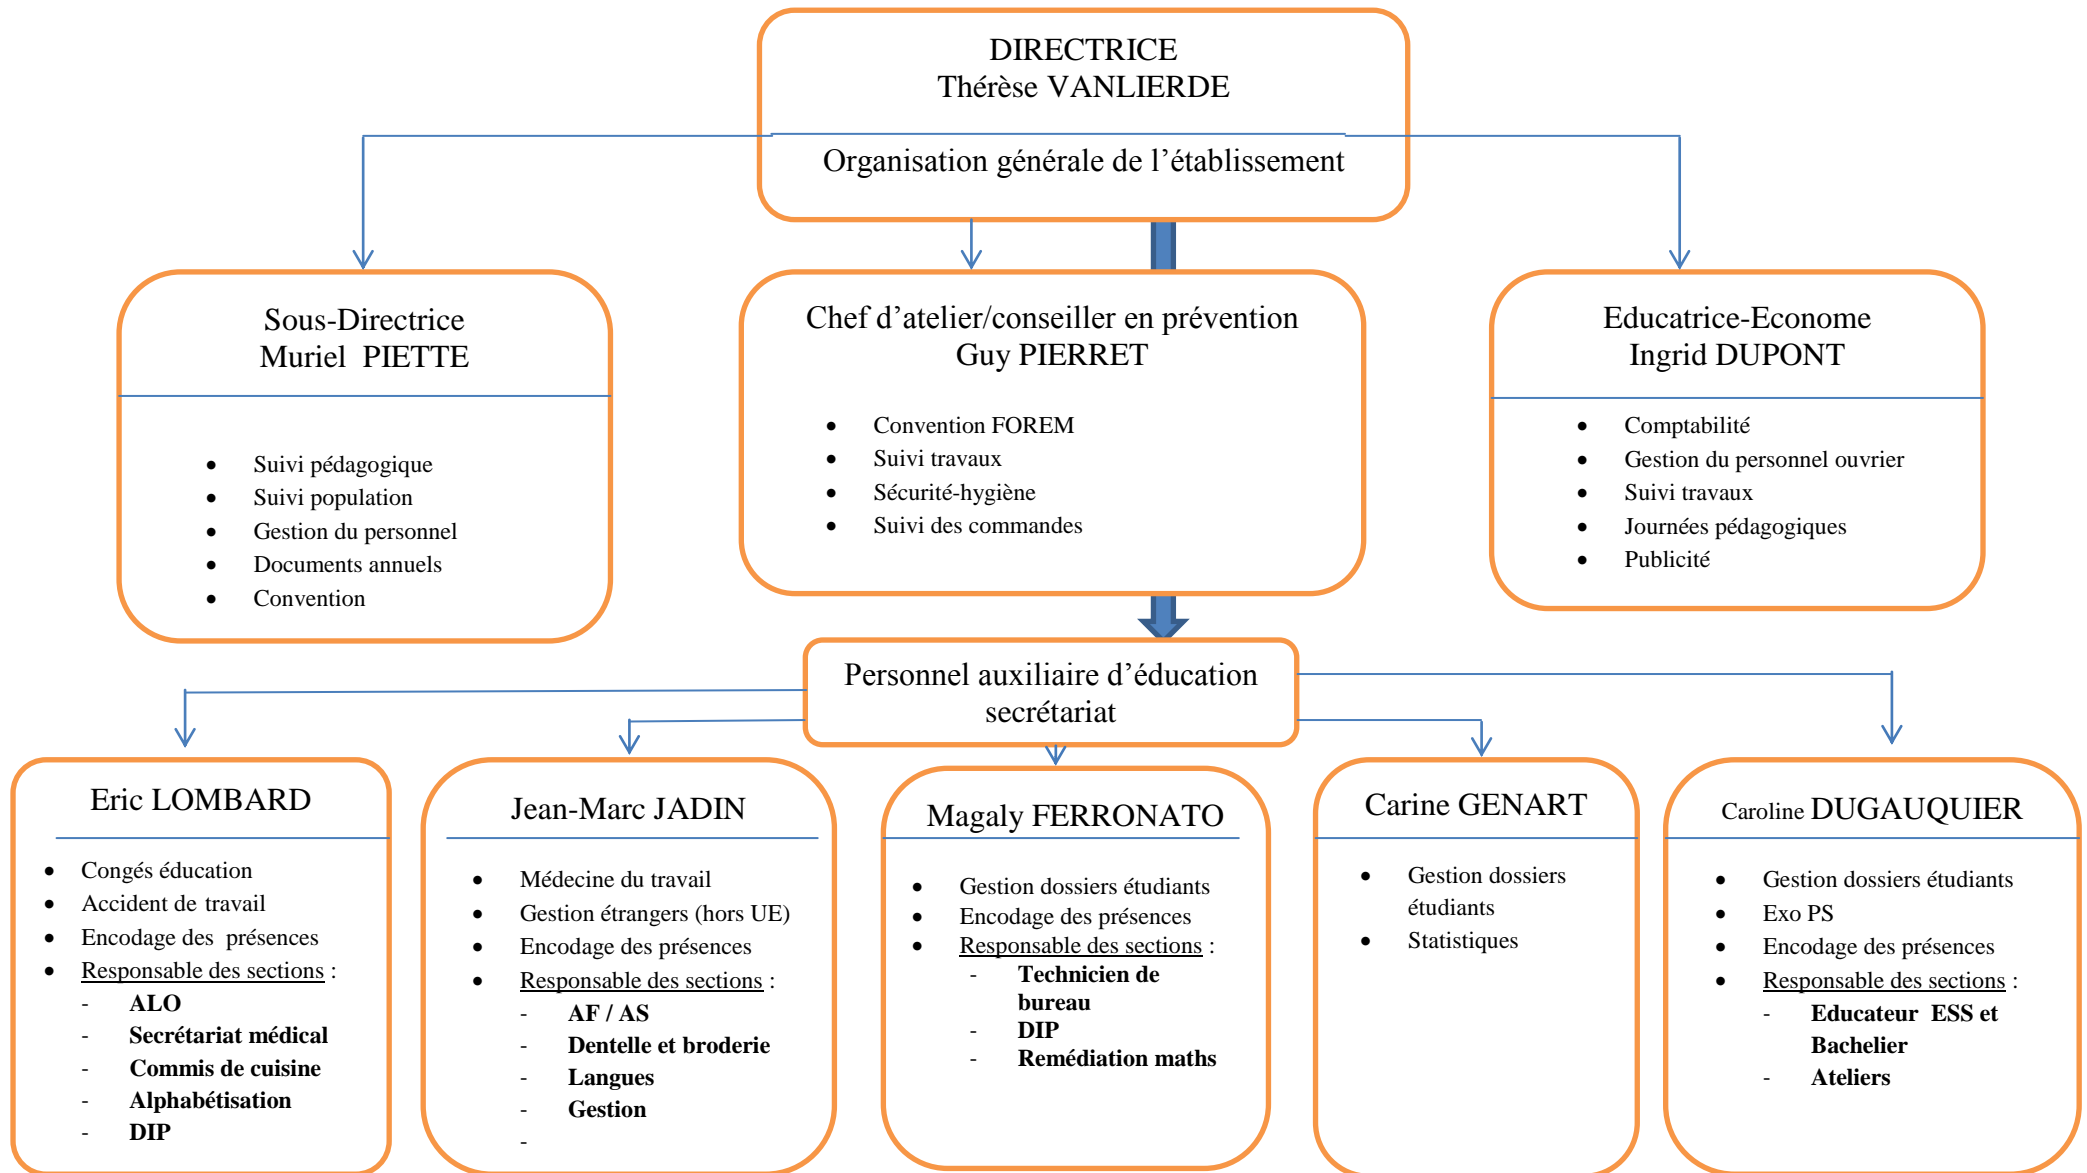 DIRECTRICE
Thérèse VANLIERDE
Organisation générale de l’établissement
Sous-Directrice
Muriel PIETTE
• Suivi pédagogique
• Suivi population
• Gestion du personnel
• Documents annuels
• Convention
Chef d’atelier/conseiller en prévention
Guy PIERRET
• Convention FOREM
• Suivi travaux
• Sécurité-hygiène
• Suivi des commandes
Educatrice-Econome
Ingrid DUPONT
• Comptabilité
• Gestion du personnel ouvrier
• Suivi travaux
• Journées pédagogiques
• Publicité
Personnel auxiliaire d’éducation
secrétariat
Eric LOMBARD
• Congés éducation
• Accident de travail
• Encodage des présences
• Responsable des sections :
- ALO
- Secrétariat médical
- Commis de cuisine
- Alphabétisation
- DIP
Jean-Marc JADIN
• Médecine du travail
• Gestion étrangers (hors UE)
• Encodage des présences
• Responsable des sections :
- AF / AS
- Dentelle et broderie
- Langues
- Gestion
-
Magaly FERRONATO
• Gestion dossiers étudiants
• Encodage des présences
• Responsable des sections :
- Technicien de
bureau
- DIP
- Remédiation maths
Carine GENART
• Gestion dossiers
étudiants
• Statistiques
Caroline DUGAUQUIER
• Gestion dossiers étudiants
• Exo PS
• Encodage des présences
• Responsable des sections :
- Educateur ESS et
Bachelier
- Ateliers